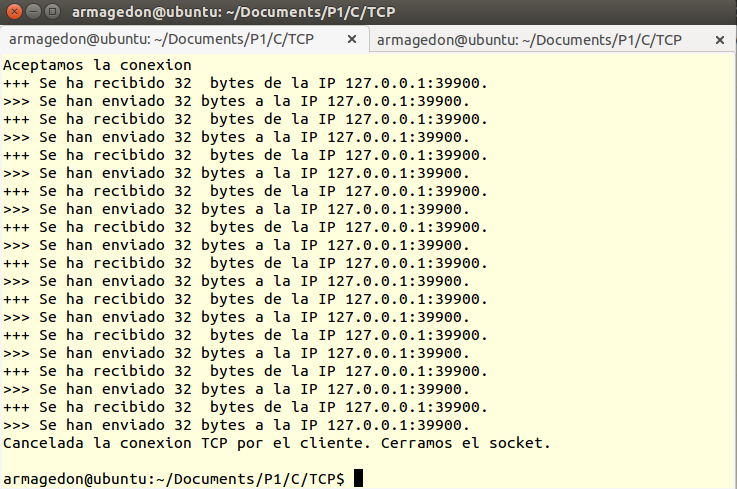 armagedon@ubuntu: ~/Documents/P1/C/TCP
armagedon@ubuntu: ~/Documents/P1/C/TCP × armagedon@ubuntu: ~/Documents/P1/C/TCP ×
Aceptamos la conexion
+++ Se ha recibido 32  bytes de la IP 127.0.0.1:39900.
>>> Se han enviado 32 bytes a la IP 127.0.0.1:39900.
+++ Se ha recibido 32  bytes de la IP 127.0.0.1:39900.
>>> Se han enviado 32 bytes a la IP 127.0.0.1:39900.
+++ Se ha recibido 32  bytes de la IP 127.0.0.1:39900.
>>> Se han enviado 32 bytes a la IP 127.0.0.1:39900.
+++ Se ha recibido 32  bytes de la IP 127.0.0.1:39900.
>>> Se han enviado 32 bytes a la IP 127.0.0.1:39900.
+++ Se ha recibido 32  bytes de la IP 127.0.0.1:39900.
>>> Se han enviado 32 bytes a la IP 127.0.0.1:39900.
+++ Se ha recibido 32  bytes de la IP 127.0.0.1:39900.
>>> Se han enviado 32 bytes a la IP 127.0.0.1:39900.
+++ Se ha recibido 32  bytes de la IP 127.0.0.1:39900.
>>> Se han enviado 32 bytes a la IP 127.0.0.1:39900.
+++ Se ha recibido 32  bytes de la IP 127.0.0.1:39900.
>>> Se han enviado 32 bytes a la IP 127.0.0.1:39900.
+++ Se ha recibido 32  bytes de la IP 127.0.0.1:39900.
>>> Se han enviado 32 bytes a la IP 127.0.0.1:39900.
+++ Se ha recibido 32  bytes de la IP 127.0.0.1:39900.
>>> Se han enviado 32 bytes a la IP 127.0.0.1:39900.
Cancelada la conexion TCP por el cliente. Cerramos el socket.
armagedon@ubuntu:~/Documents/P1/C/TCP$